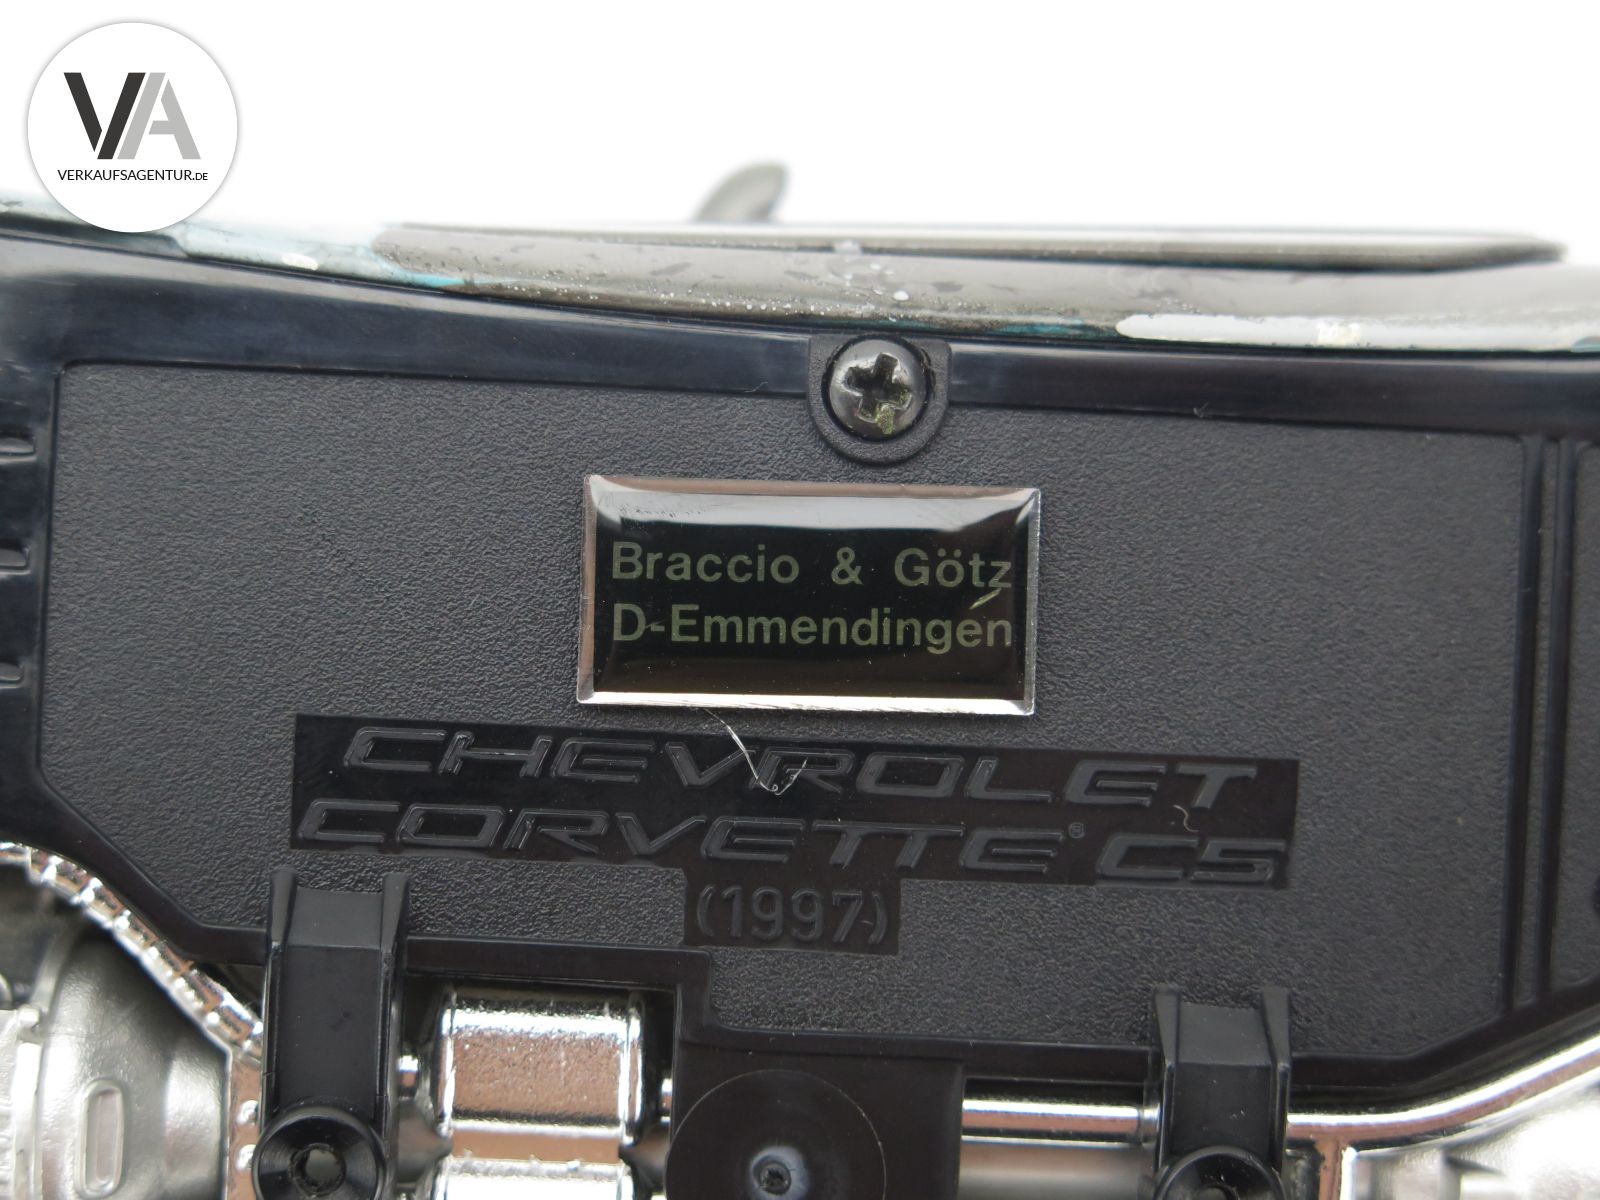 VA
VERKAUFSAGENTUR.DE
Braccio & Götz
D-Emmendingen
CHEVROLET
CORVETTE® C5
(1997)